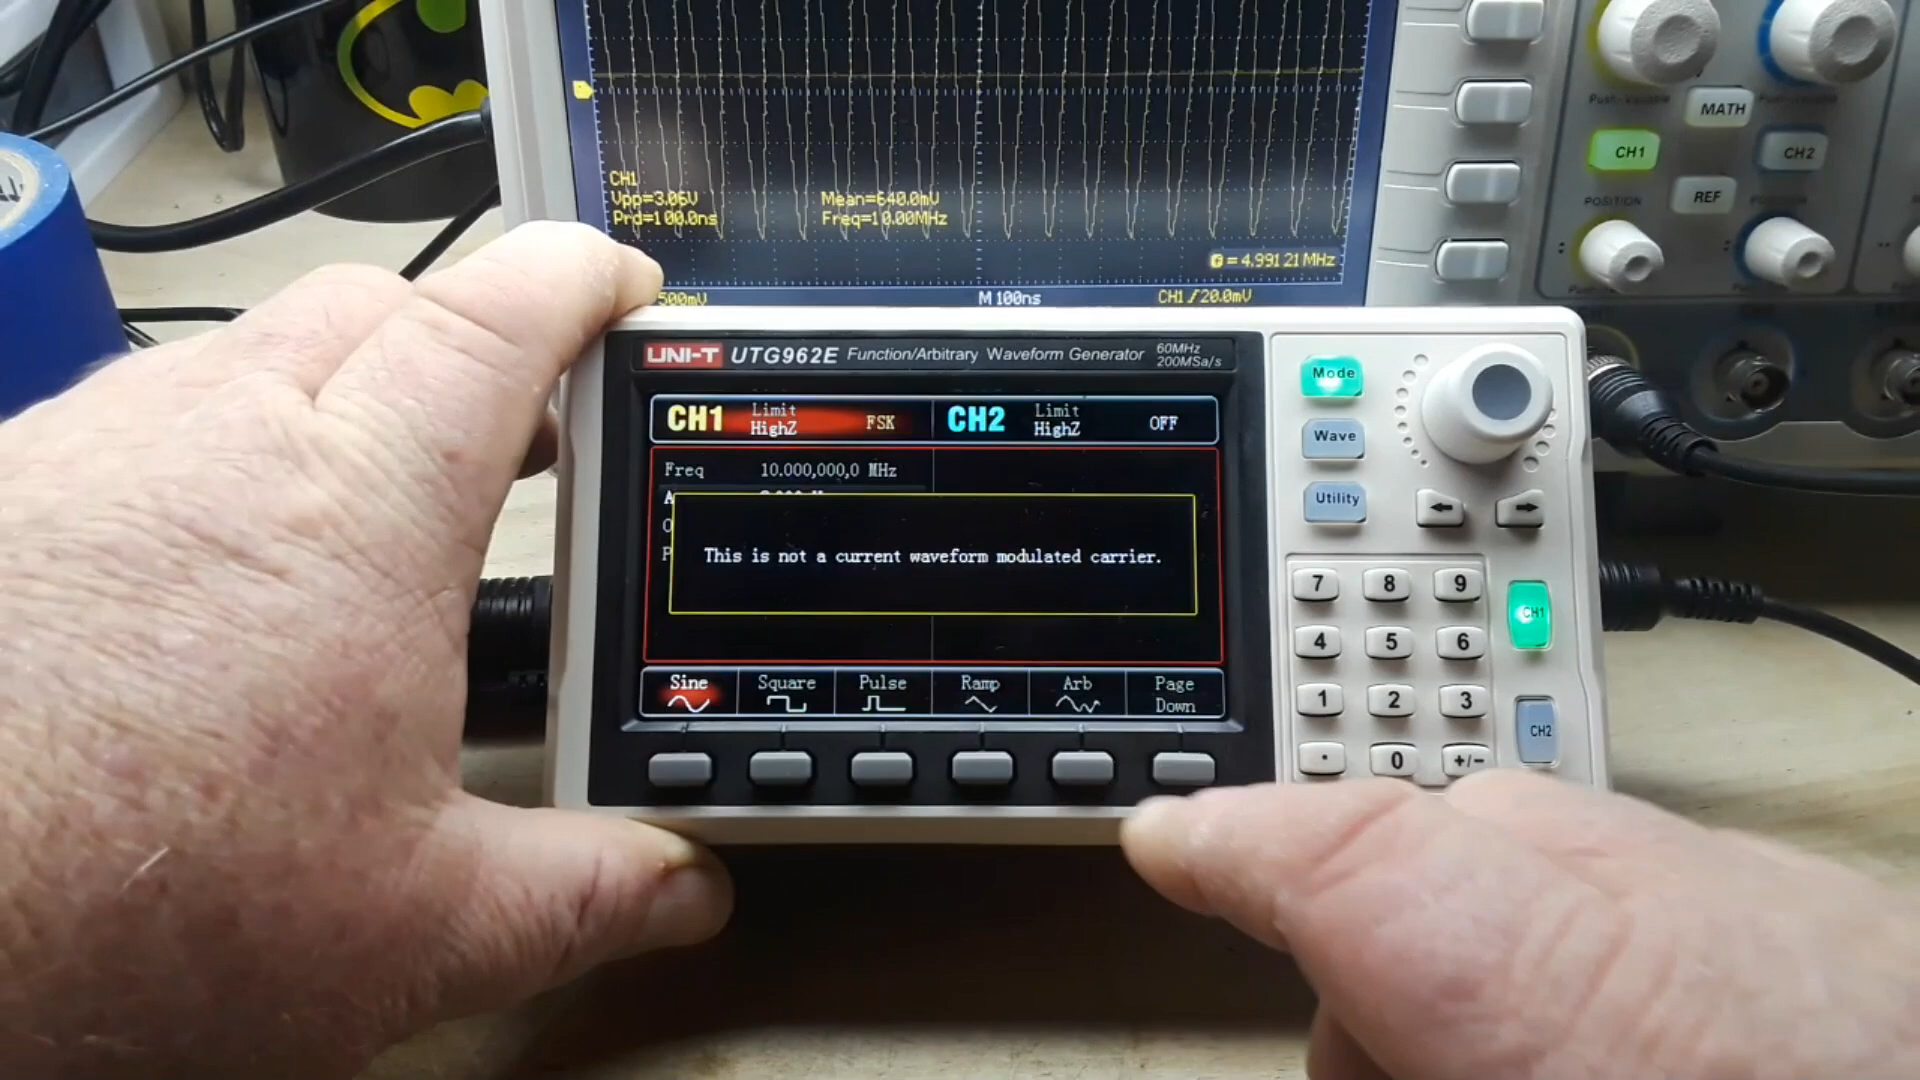 MATH
CH1
CH2
REF
POSITION
CH1
Vpp=3.06V
Mean=640.0mV
Prd=100.0ns
Freq=10.00MHz
=4.99121MHz
500mV
M 100ns
CH1
20.0mV
UNI-T UTG962E Function/Arbitrary Waveform Generator 60MHz
200MSa/s
CH1 Limit
HighZ
FSK
CH2 Limit
HighZ
OFF
Freq 10.000,000,0 MHz
This is not a current waveform modulated carrier.
Sine
Square
Pulse
Ramp
Arb
Page
Down
Mode
Wave
Utility
7 8 9
4 5 6
1 2 3
. 0 +/-
CH1
CH2